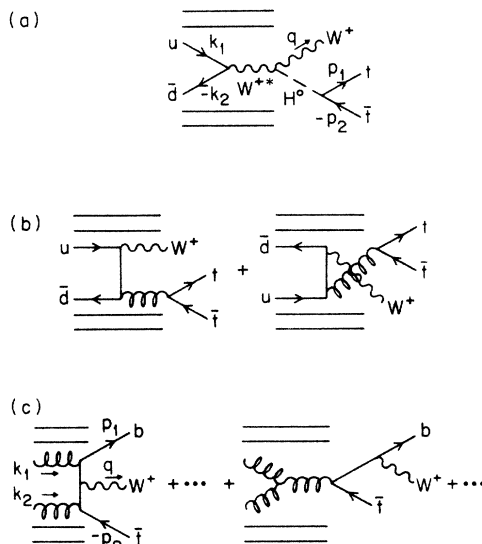 (a)
u k₁ q W⁺
d̄ -k₂ W⁺* H⁰ p₁ t
-p₂ t̄
(b)
u W⁺ d̄ t
d̄ t + u t̄
t̄ W⁺
(c)
p₁ b b
k₁ q
k₂ W⁺ + ··· + W⁺ + ···
-p₂ t̄ t̄